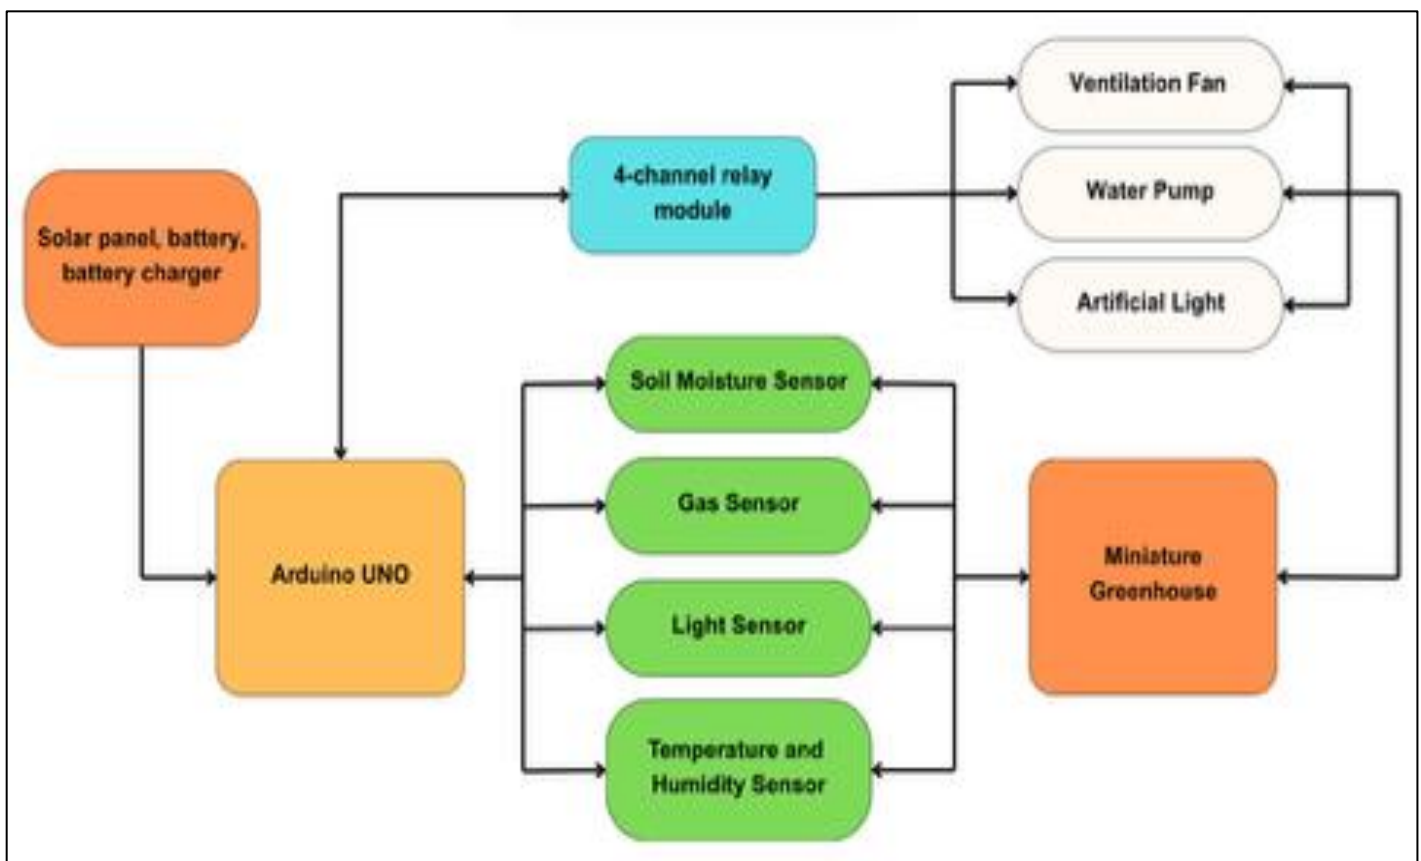 Ventilation Fan
4-channel relay
module
Water Pump
Solar panel, battery,
battery charger
Artificial Light
Soil Moisture Sensor
Gas Sensor
Arduino UNO
Miniature
Greenhouse
Light Sensor
Temperature and
Humidity Sensor